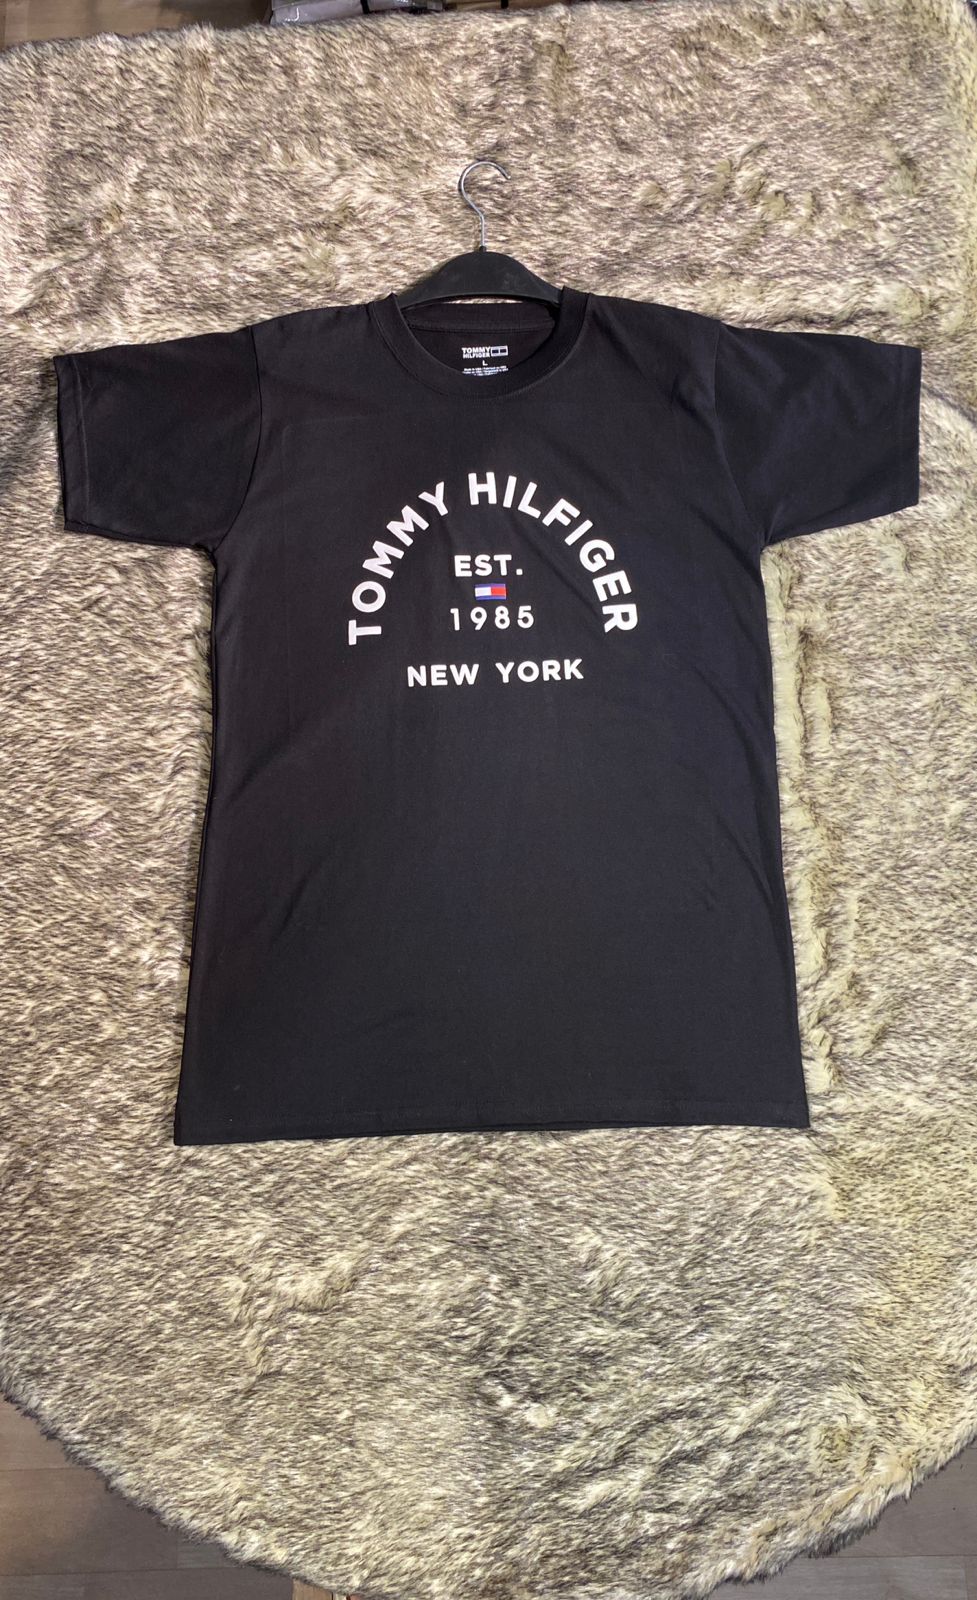 TOMMY
HILFIGER
L
TOMMY HILFIGER
EST.
1985
NEW YORK